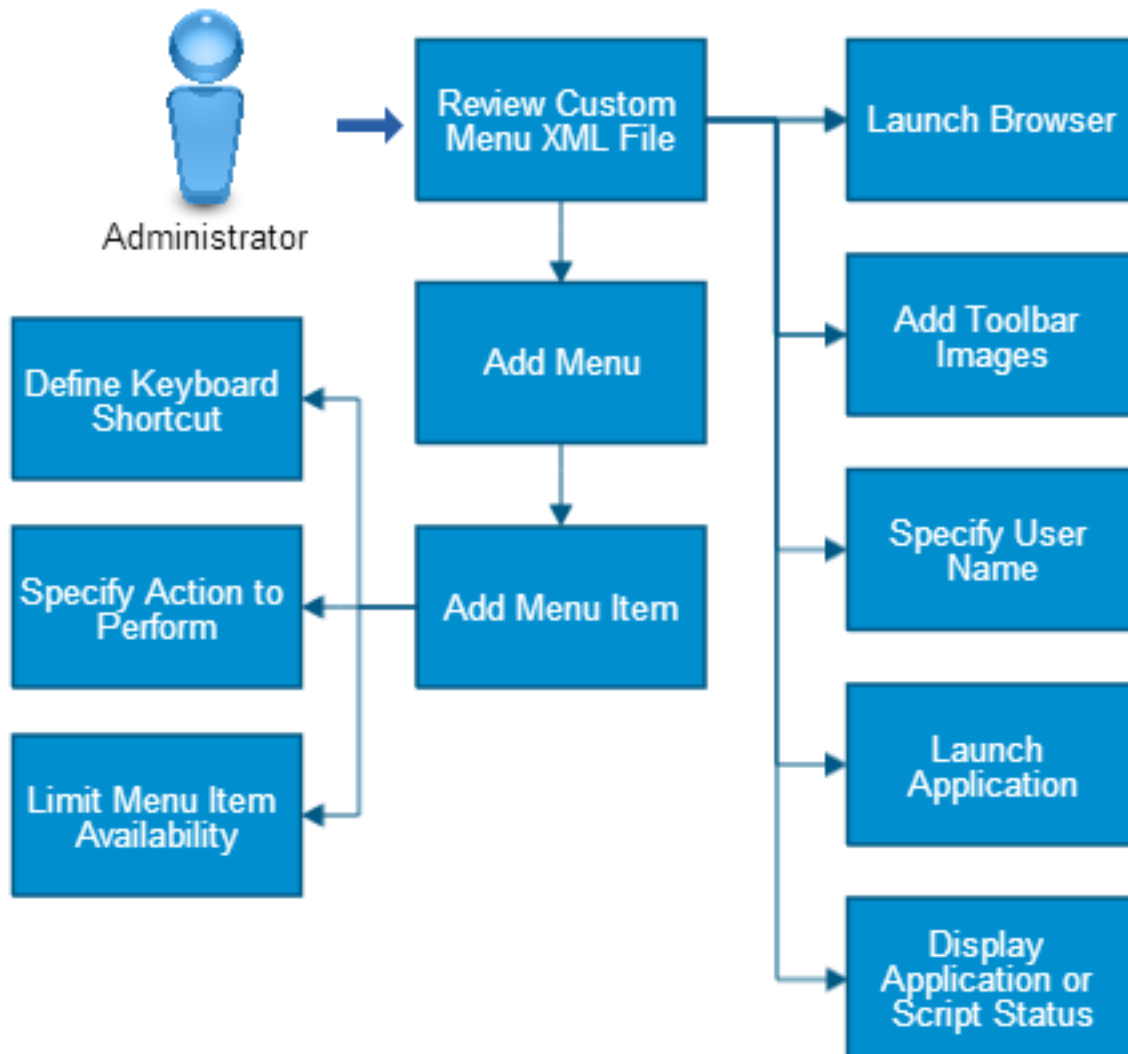 Administrator
Review Custom
Menu XML File
Launch Browser
Add Menu
Add Toolbar
Images
Define Keyboard
Shortcut
Specify User
Name
Specify Action to
Perform
Add Menu Item
Launch
Application
Limit Menu Item
Availability
Display
Application or
Script Status